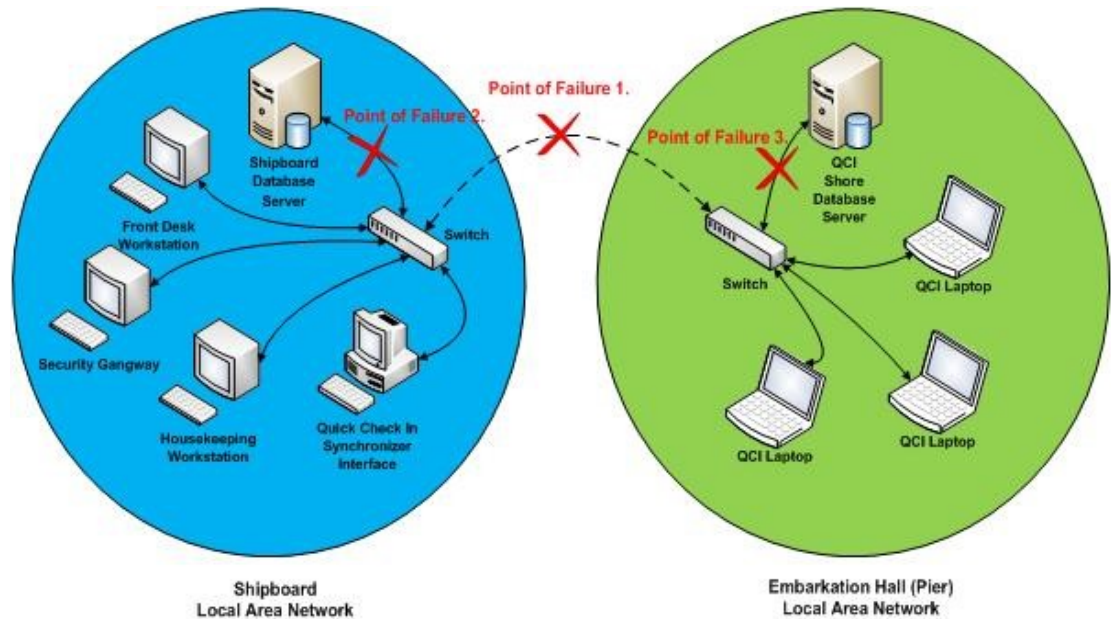 Point of Failure 1.
Point of Failure 2.
Point of Failure 3.
Shipboard
Database
Server
Front Desk
Workstation
Switch
Security Gangway
Housekeeping
Workstation
Quick Check In
Synchronizer
Interface
QCI
Shore
Database
Server
Switch
QCI Laptop
QCI Laptop
QCI Laptop
Shipboard
Local Area Network
Embarkation Hall (Pier)
Local Area Network